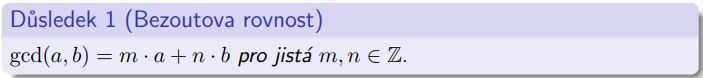 Důsledek 1 (Bezoutova rovnost)
gcd(a, b) = m · a + n · b pro jistá m, n ∈ ℤ.